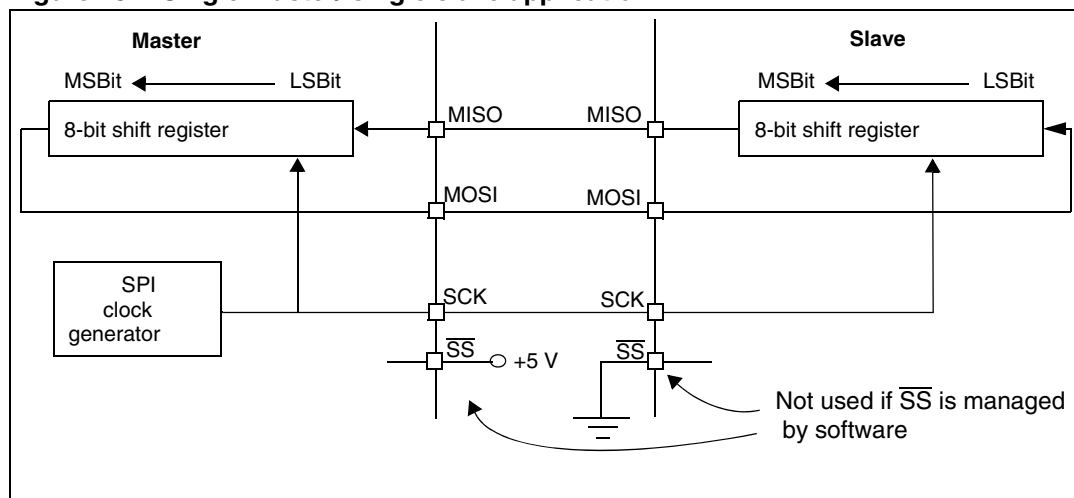 Master
Slave
MSBit LSBit
MSBit LSBit
8-bit shift register
MISO MISO
8-bit shift register
MOSI MOSI
SPI
clock
generator
SCK SCK
SS +5 V
SS
Not used if SS is managed
by software